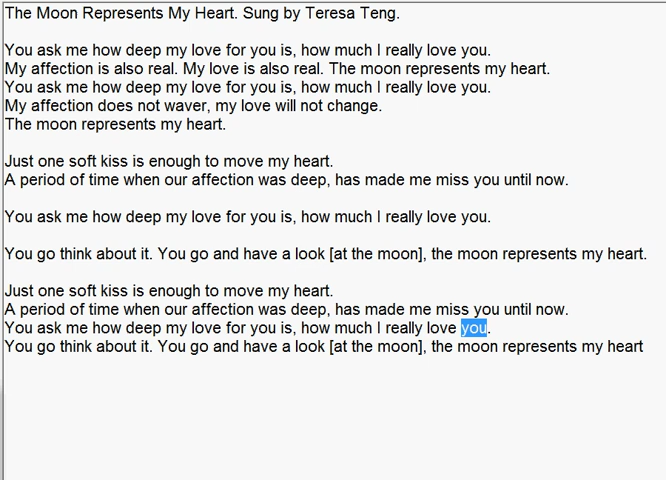 The Moon Represents My Heart. Sung by Teresa Teng.
You ask me how deep my love for you is, how much I really love you.
My affection is also real. My love is also real. The moon represents my heart.
You ask me how deep my love for you is, how much I really love you.
My affection does not waver, my love will not change.
The moon represents my heart.
Just one soft kiss is enough to move my heart.
A period of time when our affection was deep, has made me miss you until now.
You ask me how deep my love for you is, how much I really love you.
You go think about it. You go and have a look [at the moon], the moon represents my heart.
Just one soft kiss is enough to move my heart.
A period of time when our affection was deep, has made me miss you until now.
You ask me how deep my love for you is, how much I really love you.
You go think about it. You go and have a look [at the moon], the moon represents my heart